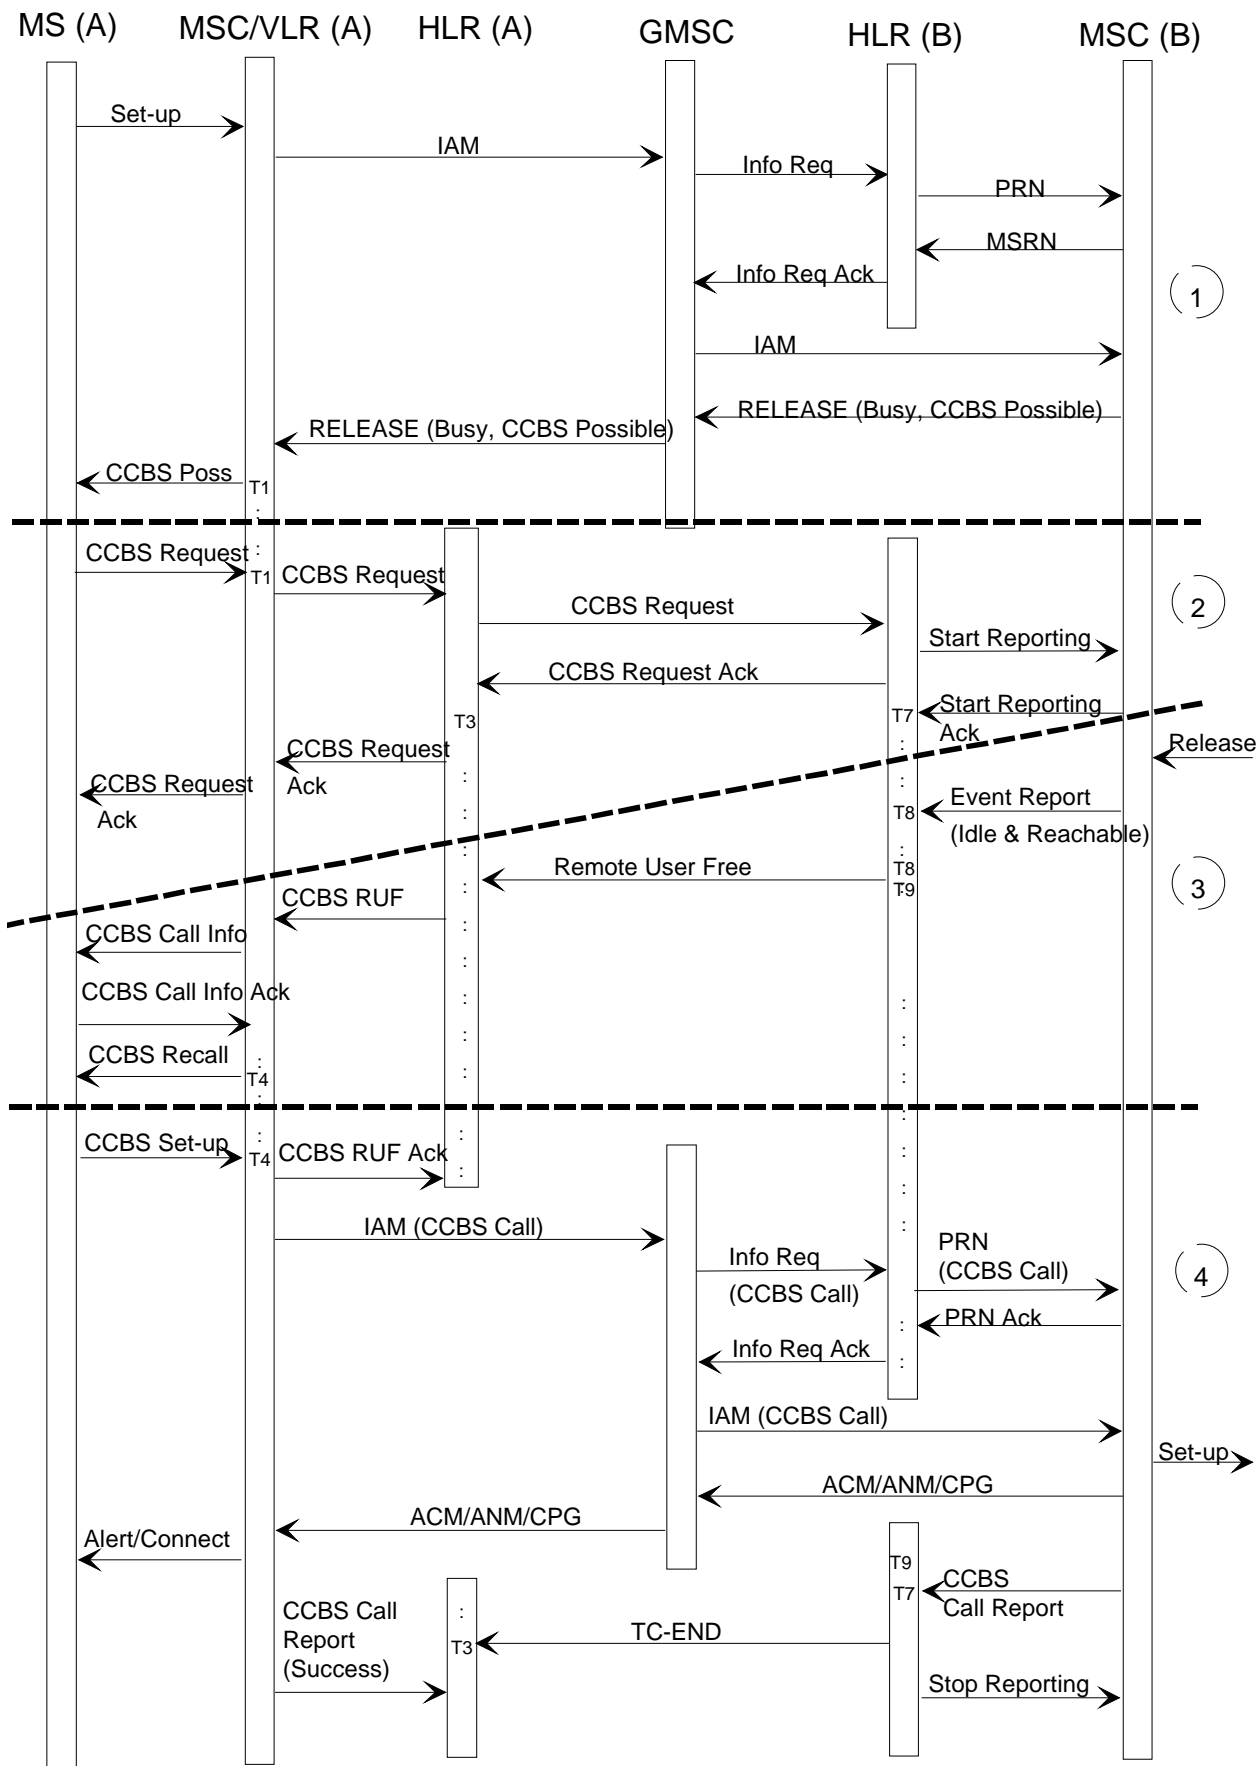 MS (A) MSC/VLR (A) HLR (A) GMSC HLR (B) MSC (B)
Set-up
IAM
Info Req
PRN
MSRN
Info Req Ack
1
IAM
RELEASE (Busy, CCBS Possible)
RELEASE (Busy, CCBS Possible)
CCBS Poss
T1
:
:
CCBS Request
T1
CCBS Request
CCBS Request
2
Start Reporting
CCBS Request Ack
T3
T7
Start Reporting
Ack
:
CCBS Request
Ack
Release
:
:
CCBS Request
Ack
:
T8
Event Report
(Idle & Reachable)
:
:
Remote User Free
T8
T9
3
:
CCBS RUF
:
CCBS Call Info
:
CCBS Call Info Ack
:
:
:
:
CCBS Recall
:
T4
:
:
:
:
:
CCBS Set-up
:
T4
CCBS RUF Ack
:
:
:
:
:
IAM (CCBS Call)
Info Req
(CCBS Call)
PRN
(CCBS Call)
4
:
PRN Ack
Info Req Ack
:
IAM (CCBS Call)
Set-up
ACM/ANM/CPG
ACM/ANM/CPG
Alert/Connect
T9
T7
CCBS
Call Report
CCBS Call
Report
(Success)
:
T3
TC-END
Stop Reporting